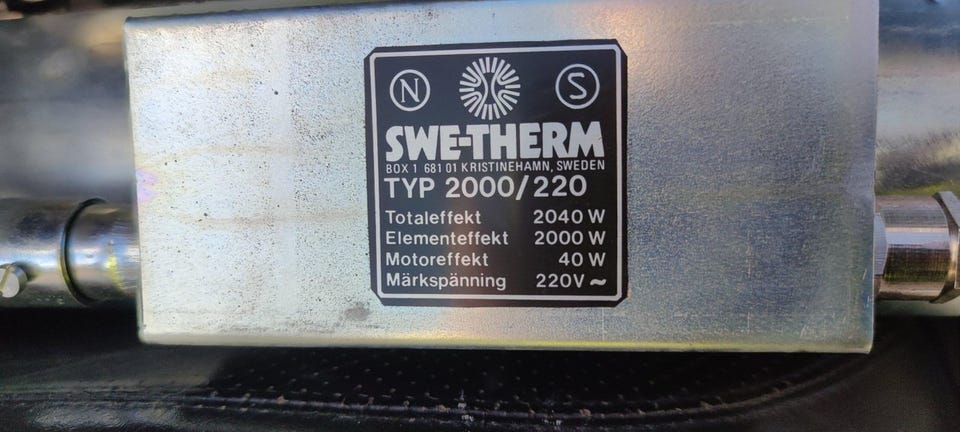 N S
SWE-THERM
BOX 1 681 01 KRISTINEHAMN, SWEDEN
TYP 2000/220
Totaleffekt 2040 W
Elementeffekt 2000 W
Motoreffekt 40 W
Märkspänning 220V ~